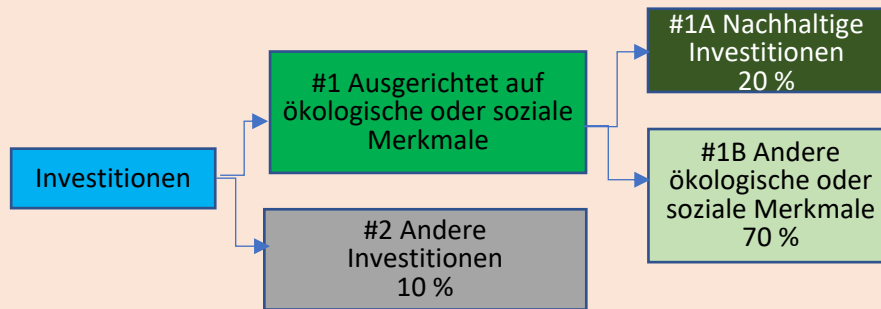 Investitionen
#1 Ausgerichtet auf
ökologische oder soziale
Merkmale
#1A Nachhaltige
Investitionen
20 %
#1B Andere
ökologische oder
soziale Merkmale
70 %
#2 Andere
Investitionen
10 %